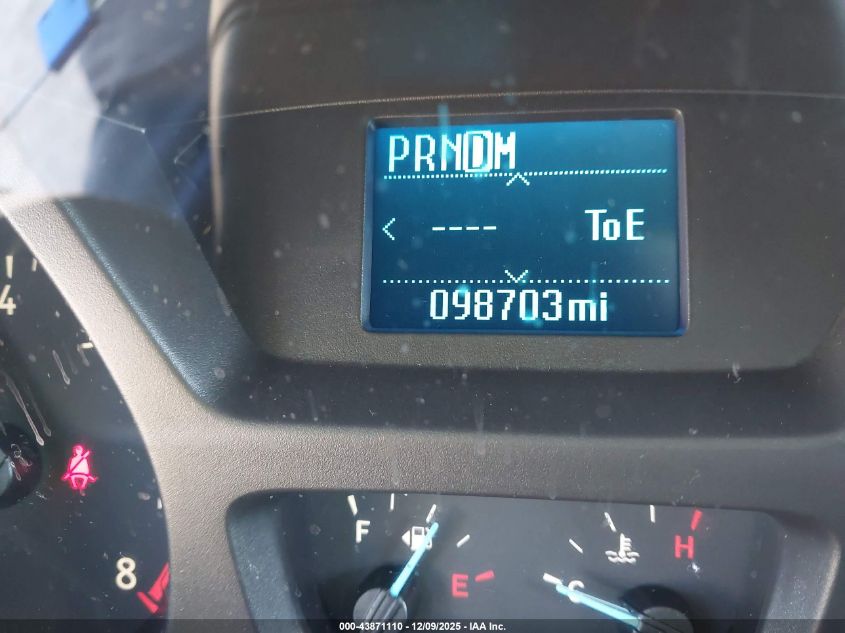 PRNDM
< ---- ToE
098703mi
4
8
F
E
C
H
000-43871110 - 12/09/2025 - IAA Inc.